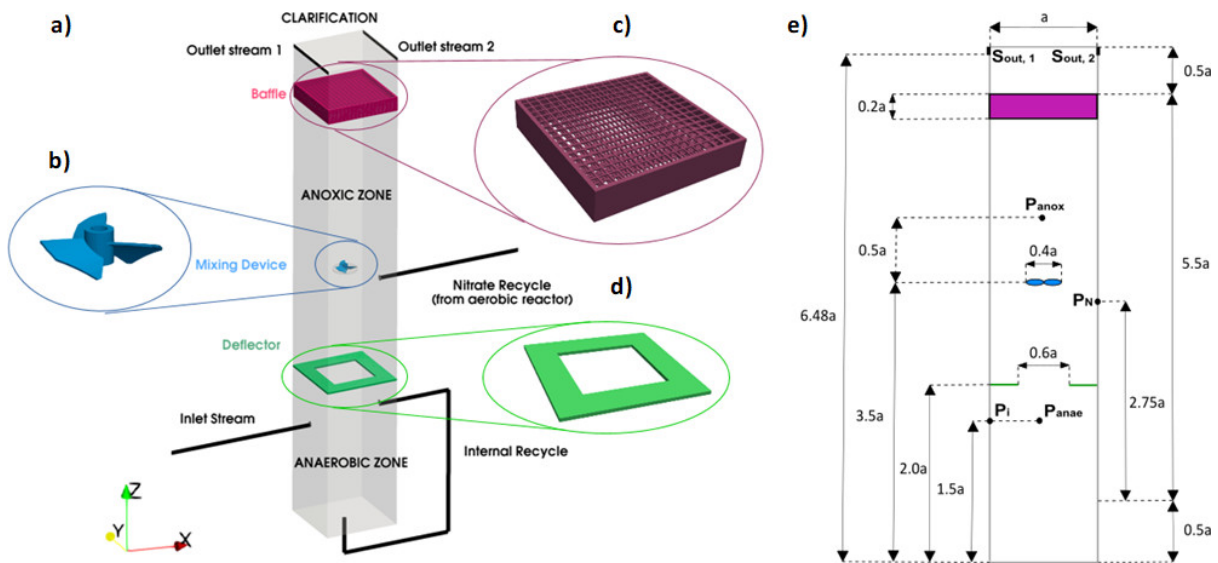 a)
CLARIFICATION
Outlet stream 1
Outlet stream 2
Baffle
c)
b)
ANOXIC ZONE
Mixing Device
Nitrate Recycle
(from aerobic reactor)
d)
Deflector
Inlet Stream
Internal Recycle
ANAEROBIC ZONE
Z
Y
X
e)
a
Sout, 1
Sout, 2
0.5a
0.2a
Panox
0.5a
0.4a
5.5a
PN
6.48a
0.6a
3.5a
2.75a
Pi
Panae
2.0a
1.5a
0.5a